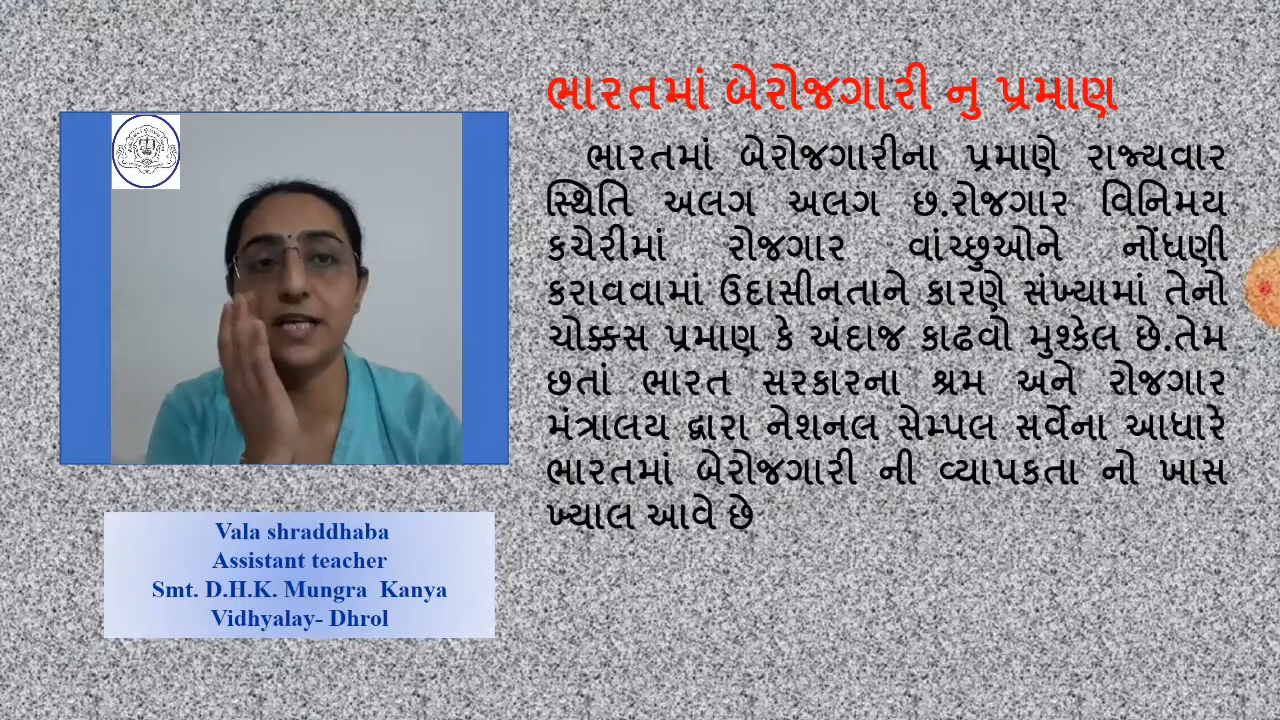 ભારતમાં બેરોજગારી નુ પ્રમાણ
ભારતમાં બેરોજગારીના પ્રમાણે રાજ્યવાર
સ્થિતિ અલગ અલગ છ.રોજગાર વિનિમય
કચેરીમાં રોજગાર વાંચ્છુઓને નોંધણી
કરાવવામાં ઉદાસીનતાને કારણે સંખ્યામાં તેનો
ચોક્કસ પ્રમાણ કે અંદાજ કાઢવો મુશ્કેલ છે.તેમ
છતાં ભારત સરકારના શ્રમ અને રોજગાર
મંત્રાલય દ્વારા નેશનલ સેમ્પલ સર્વેના આધારે
ભારતમાં બેરોજગારી ની વ્યાપકતા નો ખાસ
ખ્યાલ આવે છે
Vala shraddhaba
Assistant teacher
Smt. D.H.K. Mungra Kanya
Vidhyalay- Dhrol